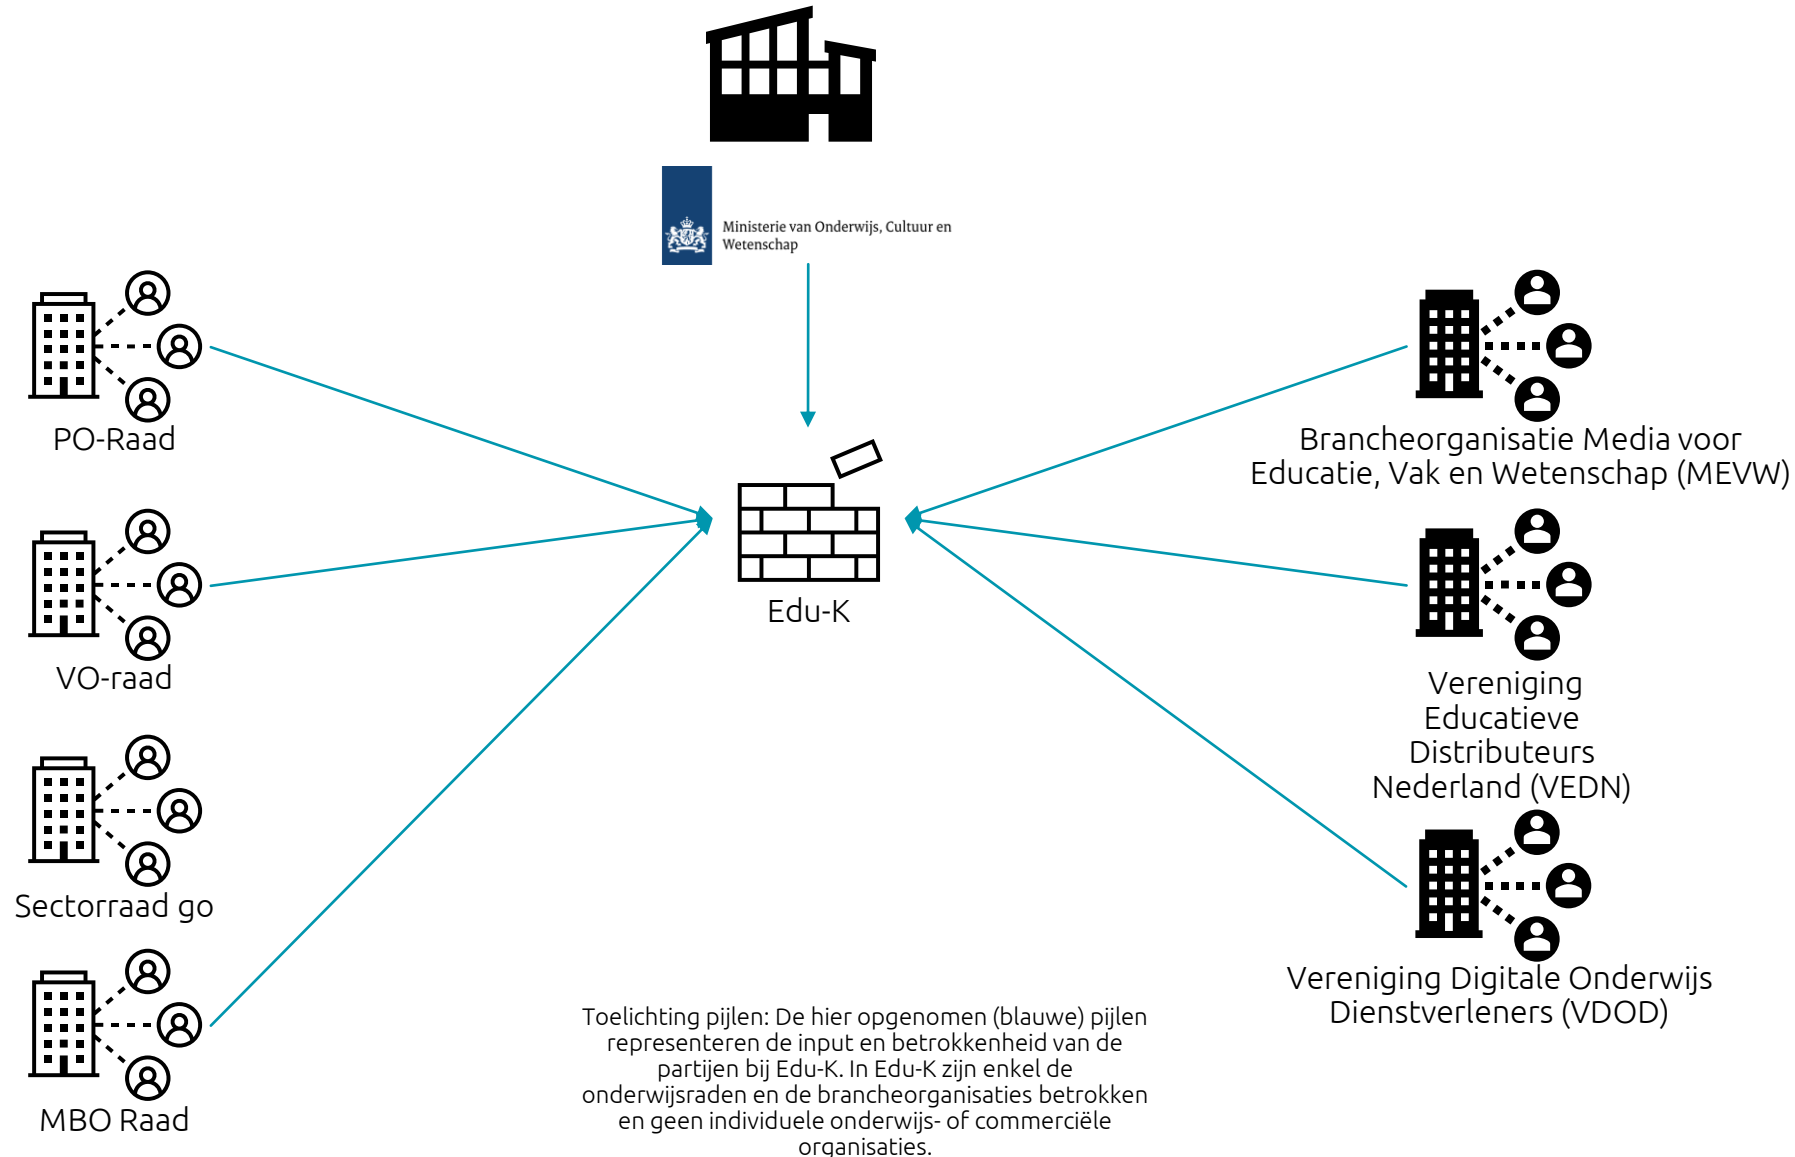 Ministerie van Onderwijs, Cultuur en
Wetenschap
PO-Raad
VO-raad
Sectorraad go
MBO Raad
Edu-K
Brancheorganisatie Media voor
Educatie, Vak en Wetenschap (MEVW)
Vereniging
Educatieve
Distributeurs
Nederland (VEDN)
Vereniging Digitale Onderwijs
Dienstverleners (VDOD)
Toelichting pijlen: De hier opgenomen (blauwe) pijlen
representeren de input en betrokkenheid van de
partijen bij Edu-K. In Edu-K zijn enkel de
onderwijsraden en de brancheorganisaties betrokken
en geen individuele onderwijs- of commerciële
organisaties.